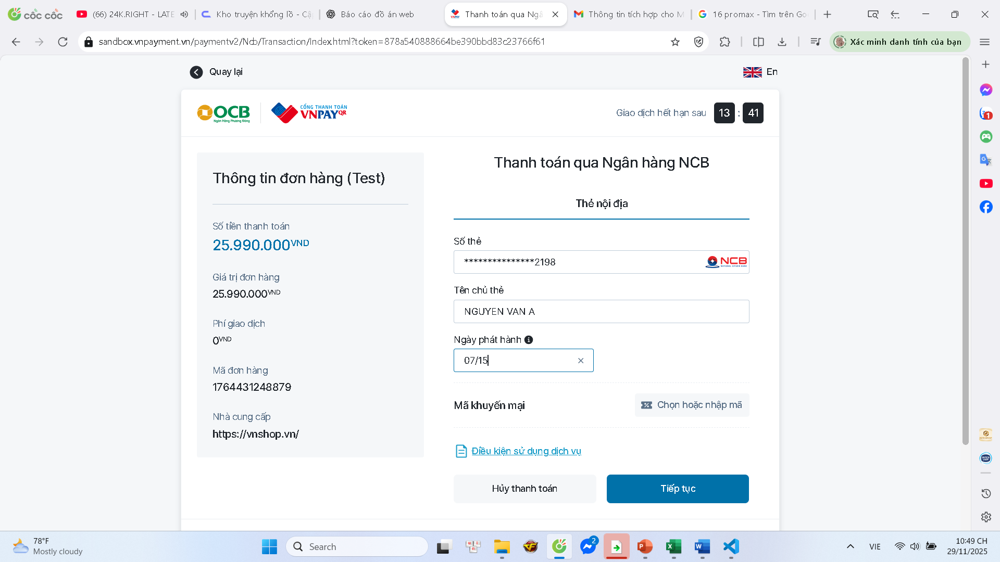 cốc cốc
(66) 24K.RIGHT - LATE
Kho truyện khổng lồ - Cậ
Báo cáo đồ án web
Thanh toán qua Ngâ
Thông tin tích hợp cho M
16 promax - Tìm trên Goo
sandbox.vnpayment.vn/paymentv2/Ncb/Transaction/Index.html?token=878a540888664be390bbd83c23766f61
Xác minh danh tính của bạn
Quay lại
En
OCB
Ngân Hàng Phương Đông
CỔNG THANH TOÁN
VNPAYQR
Giao dịch hết hạn sau 13 : 41
Thông tin đơn hàng (Test)
Số tiền thanh toán
25.990.000VND
Giá trị đơn hàng
25.990.000VND
Phí giao dịch
0VND
Mã đơn hàng
1764431248879
Nhà cung cấp
https://vnshop.vn/
Thanh toán qua Ngân hàng NCB
Thẻ nội địa
Số thẻ
***************2198
NCB
NATIONAL CITIZEN BANK
Tên chủ thẻ
NGUYEN VAN A
Ngày phát hành
07/15
Mã khuyến mại
Chọn hoặc nhập mã
Điều kiện sử dụng dịch vụ
Hủy thanh toán
Tiếp tục
1
78°F
Mostly cloudy
Search
2
VIE
10:49 CH
29/11/2025